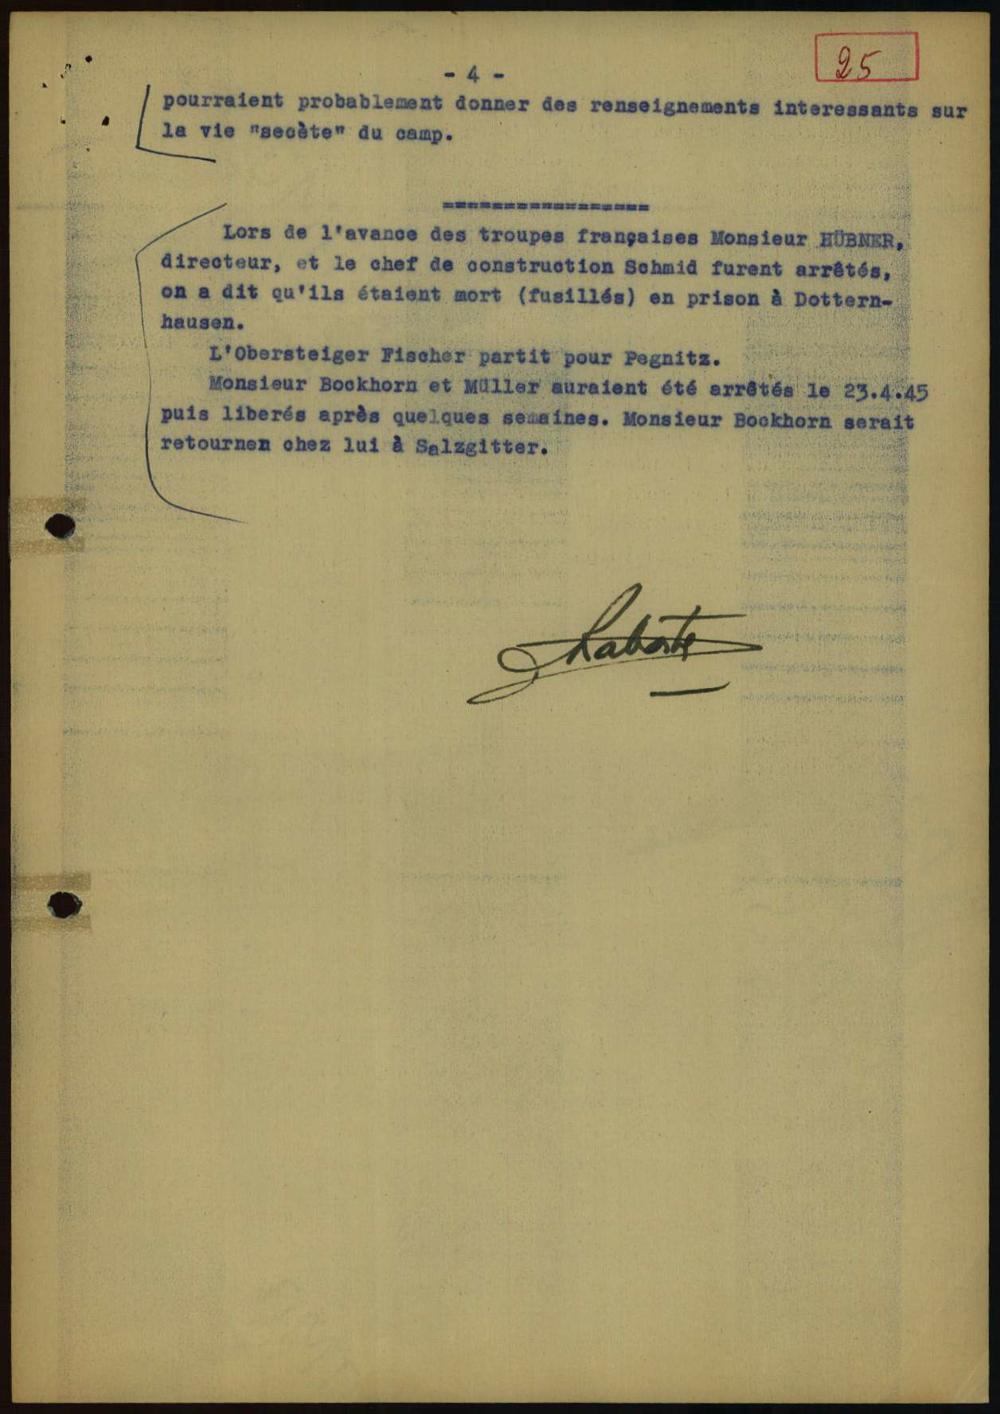 - 4 -
25
pourraient probablement donner des renseignements interessants sur
la vie "secète" du camp.
=================
Lors de l'avance des troupes françaises Monsieur HÜBNER,
directeur, et le chef de construction Schmid furent arrêtés,
on a dit qu'ils étaient mort (fusillés) en prison à Dottern-
hausen.
L'Obersteiger Fischer partit pour Pegnitz.
Monsieur Bockhorn et Müller auraient été arrêtés le 23.4.45
puis liberés après quelques semaines. Monsieur Bockhorn serait
retournen chez lui à Salzgitter.